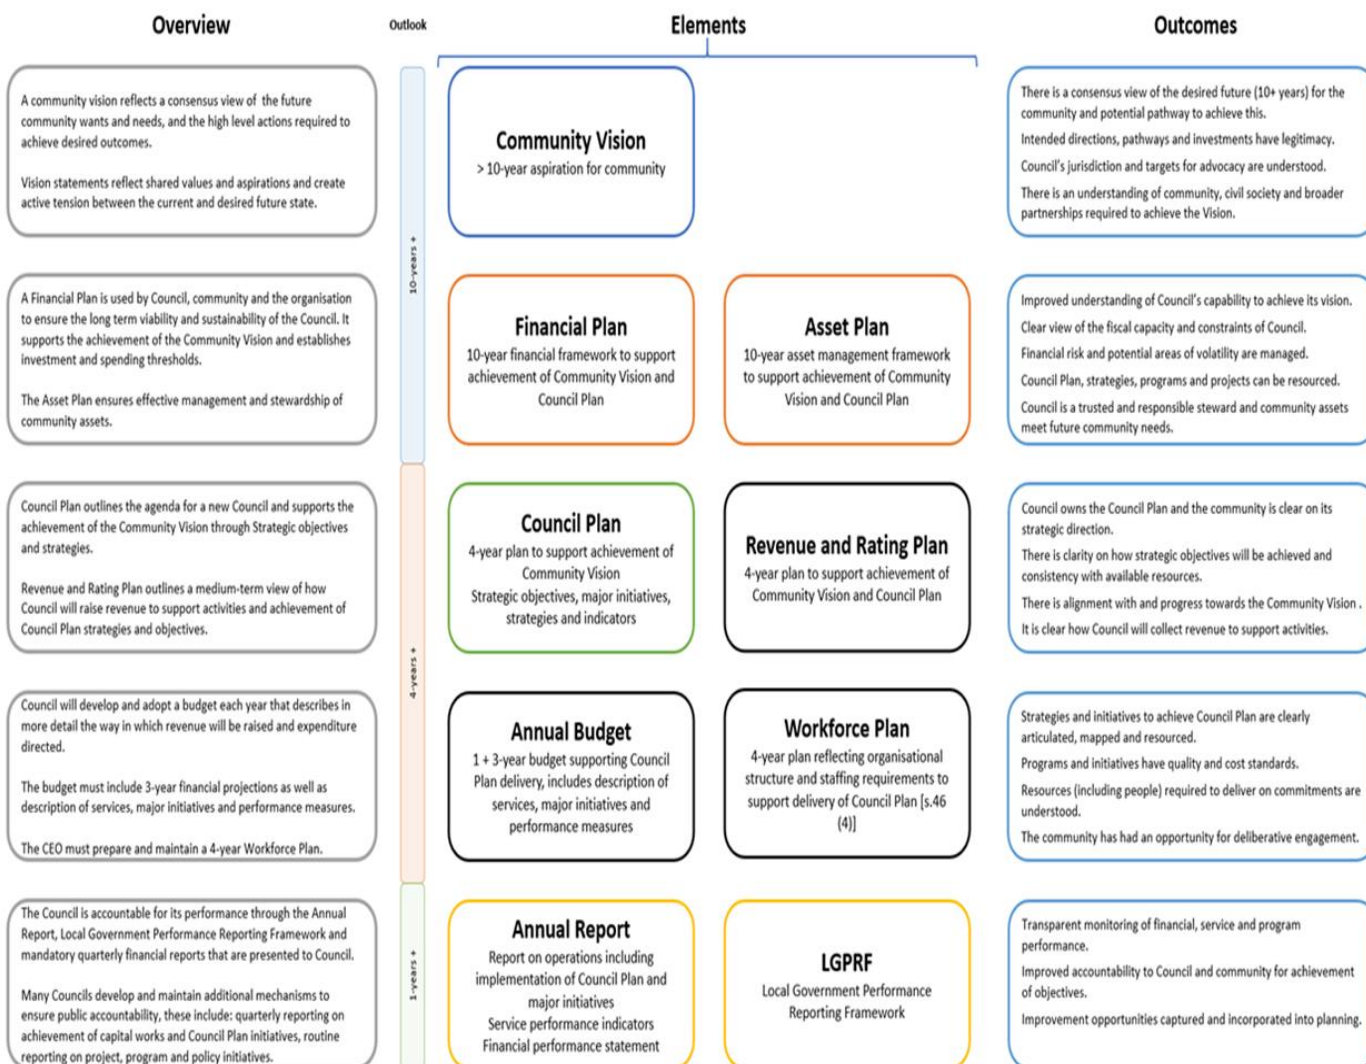 Overview
Outlook
Elements
Outcomes
A community vision reflects a consensus view of the future
community wants and needs, and the high level actions required to
achieve desired outcomes.
Vision statements reflect shared values and aspirations and create
active tension between the current and desired future state.
10-years +
Community Vision
> 10-year aspiration for community
There is a consensus view of the desired future (10+ years) for the
community and potential pathway to achieve this.
Intended directions, pathways and investments have legitimacy.
Council's jurisdiction and targets for advocacy are understood.
There is an understanding of community, civil society and broader
partnerships required to achieve the Vision.
A Financial Plan is used by Council, community and the organisation
to ensure the long term viability and sustainability of the Council. It
supports the achievement of the Community Vision and establishes
investment and spending thresholds.
The Asset Plan ensures effective management and stewardship of
community assets.
Financial Plan
10-year financial framework to support
achievement of Community Vision and
Council Plan
Asset Plan
10-year asset management framework
to support achievement of Community
Vision and Council Plan
Improved understanding of Council's capability to achieve its vision.
Clear view of the fiscal capacity and constraints of Council.
Financial risk and potential areas of volatility are managed.
Council Plan, strategies, programs and projects can be resourced.
Council is a trusted and responsible steward and community assets
meet future community needs.
Council Plan outlines the agenda for a new Council and supports the
achievement of the Community Vision through Strategic objectives
and strategies.
Revenue and Rating Plan outlines a medium-term view of how
Council will raise revenue to support activities and achievement of
Council Plan strategies and objectives.
4-years +
Council Plan
4-year plan to support achievement of
Community Vision
Strategic objectives, major initiatives,
strategies and indicators
Revenue and Rating Plan
4-year plan to support achievement of
Community Vision and Council Plan
Council owns the Council Plan and the community is clear on its
strategic direction.
There is clarity on how strategic objectives will be achieved and
consistency with available resources.
There is alignment with and progress towards the Community Vision .
It is clear how Council will collect revenue to support activities.
Council will develop and adopt a budget each year that describes in
more detail the way in which revenue will be raised and expenditure
directed.
The budget must include 3-year financial projections as well as
description of services, major initiatives and performance measures.
The CEO must prepare and maintain a 4-year Workforce Plan.
Annual Budget
1 + 3-year budget supporting Council
Plan delivery, includes description of
services, major initiatives and
performance measures
Workforce Plan
4-year plan reflecting organisational
structure and staffing requirements to
support delivery of Council Plan [s.46
(4)]
Strategies and initiatives to achieve Council Plan are clearly
articulated, mapped and resourced.
Programs and initiatives have quality and cost standards.
Resources (including people) required to deliver on commitments are
understood.
The community has had an opportunity for deliberative engagement.
The Council is accountable for its performance through the Annual
Report, Local Government Performance Reporting Framework and
mandatory quarterly financial reports that are presented to Council.
Many Councils develop and maintain additional mechanisms to
ensure public accountability, these include: quarterly reporting on
achievement of capital works and Council Plan initiatives, routine
reporting on project, program and policy initiatives.
1-years +
Annual Report
Report on operations including
implementation of Council Plan and
major initiatives
Service performance indicators
Financial performance statement
LGPRF
Local Government Performance
Reporting Framework
Transparent monitoring of financial, service and program
performance.
Improved accountability to Council and community for achievement
of objectives.
Improvement opportunities captured and incorporated into planning.